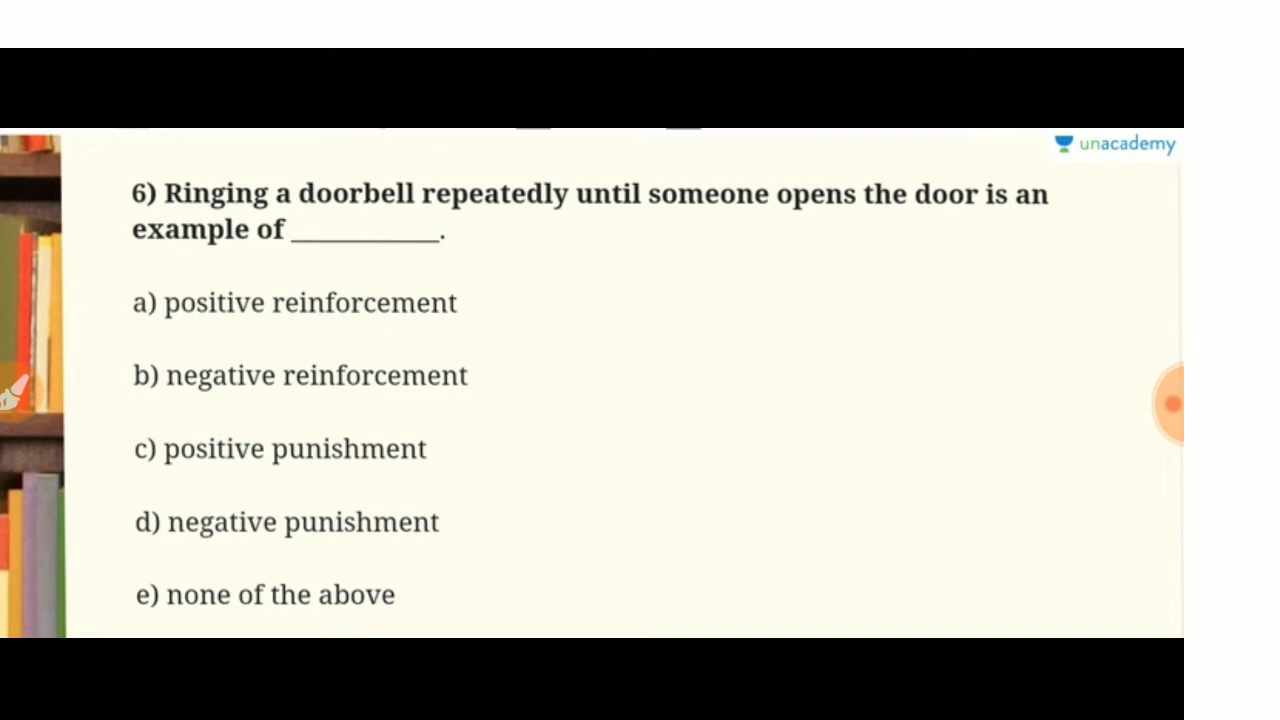 unacademy
6) Ringing a doorbell repeatedly until someone opens the door is an
example of ___________.
a) positive reinforcement
b) negative reinforcement
c) positive punishment
d) negative punishment
e) none of the above